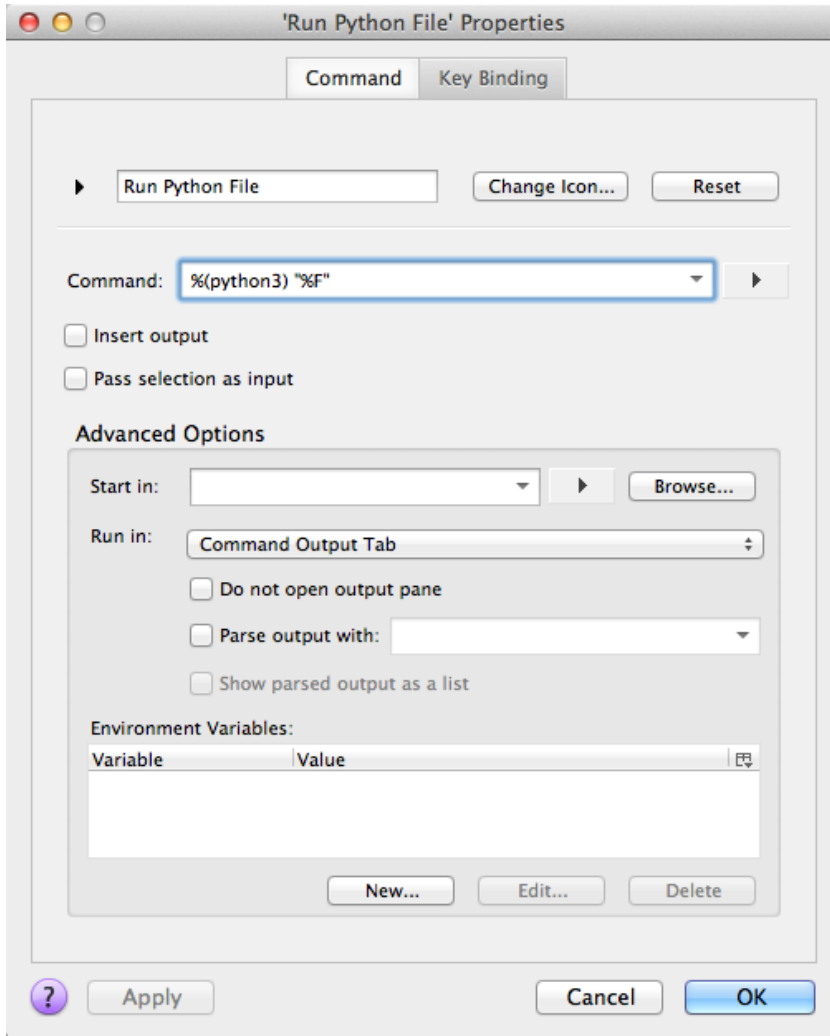 'Run Python File' Properties
Command Key Binding
Run Python File Change Icon... Reset
Command: %(python3) "%F"
Insert output
Pass selection as input
Advanced Options
Start in: Browse...
Run in: Command Output Tab
Do not open output pane
Parse output with:
Show parsed output as a list
Environment Variables:
Variable Value
New... Edit... Delete
? Apply Cancel OK